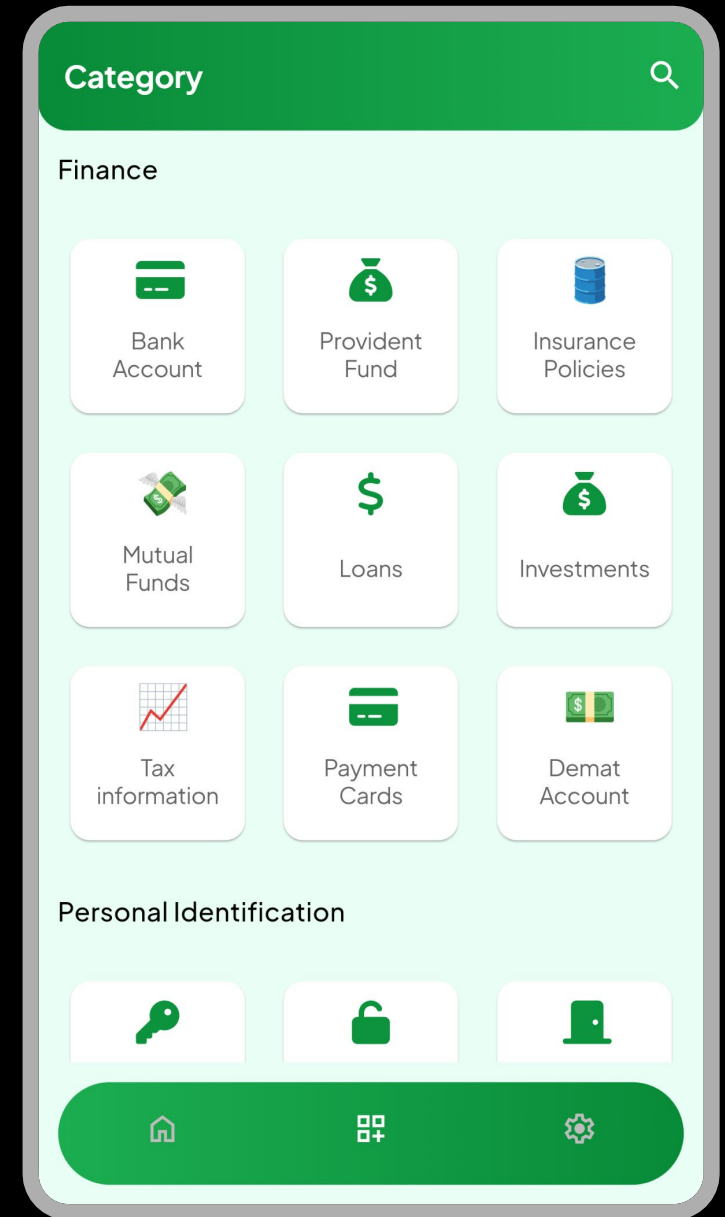 Category
Finance
Bank
Account
Provident
Fund
Insurance
Policies
Mutual
Funds
Loans
Investments
Tax
information
Payment
Cards
Demat
Account
Personal Identification